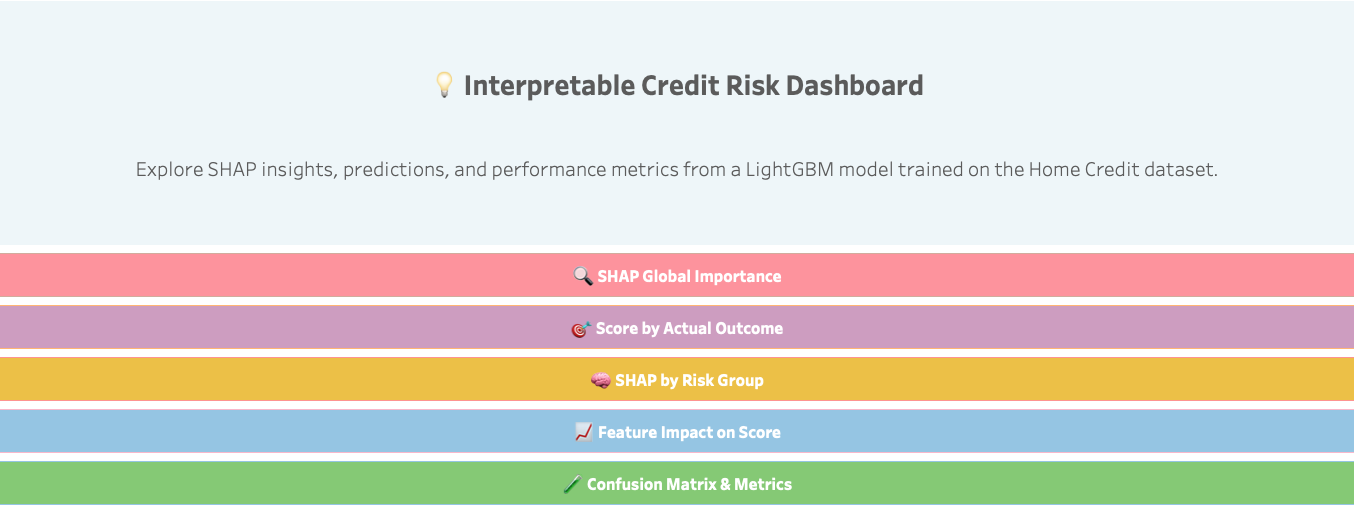 💡 Interpretable Credit Risk Dashboard
Explore SHAP insights, predictions, and performance metrics from a LightGBM model trained on the Home Credit dataset.
🔍 SHAP Global Importance
🎯 Score by Actual Outcome
🧠 SHAP by Risk Group
📈 Feature Impact on Score
🧪 Confusion Matrix & Metrics